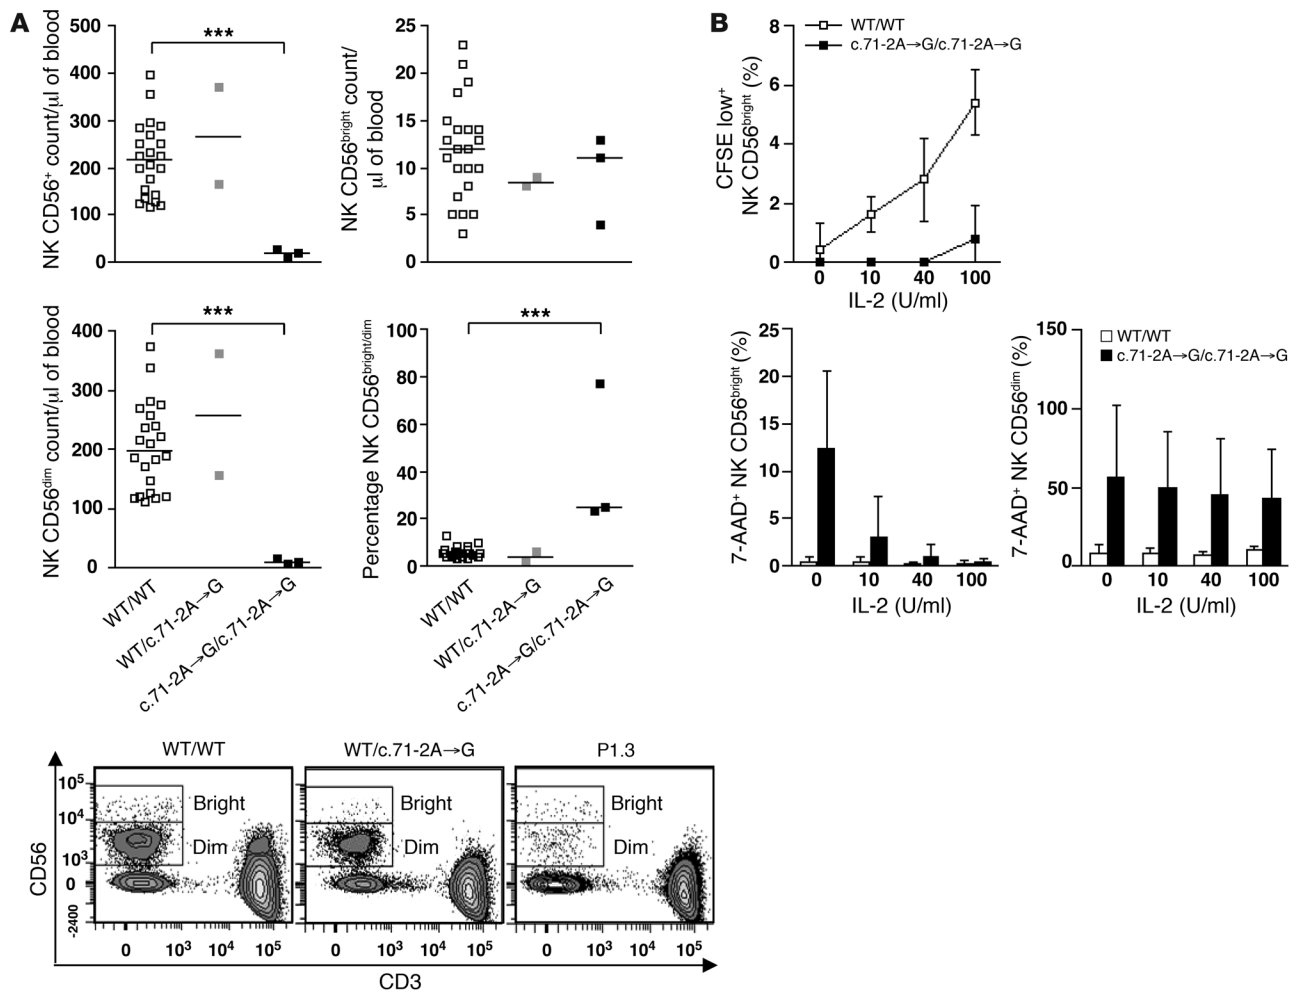 A
NK CD56+ count/µl of blood
500
400
300
200
100
0
***
NK CD56bright count/
µl of blood
25
20
15
10
5
0
NK CD56dim count/µl of blood
400
300
200
100
0
***
WT/WT
WT/c.71-2A→G
c.71-2A→G/c.71-2A→G
Percentage NK CD56bright/dim
100
80
60
40
20
0
***
WT/WT
WT/c.71-2A→G
c.71-2A→G/c.71-2A→G
B
WT/WT
c.71-2A→G/c.71-2A→G
CFSE low+
NK CD56bright (%)
8
6
4
2
0
0 10 40 100
IL-2 (U/ml)
7-AAD+ NK CD56bright (%)
25
20
15
10
5
0
0 10 40 100
IL-2 (U/ml)
7-AAD+ NK CD56dim (%)
150
100
50
0
WT/WT
c.71-2A→G/c.71-2A→G
0 10 40 100
IL-2 (U/ml)
WT/WT
WT/c.71-2A→G
P1.3
CD56
105
104
103
0
-2400
Bright
Dim
Bright
Dim
Bright
Dim
0 103 104 105
0 103 104 105
0 103 104 105
CD3